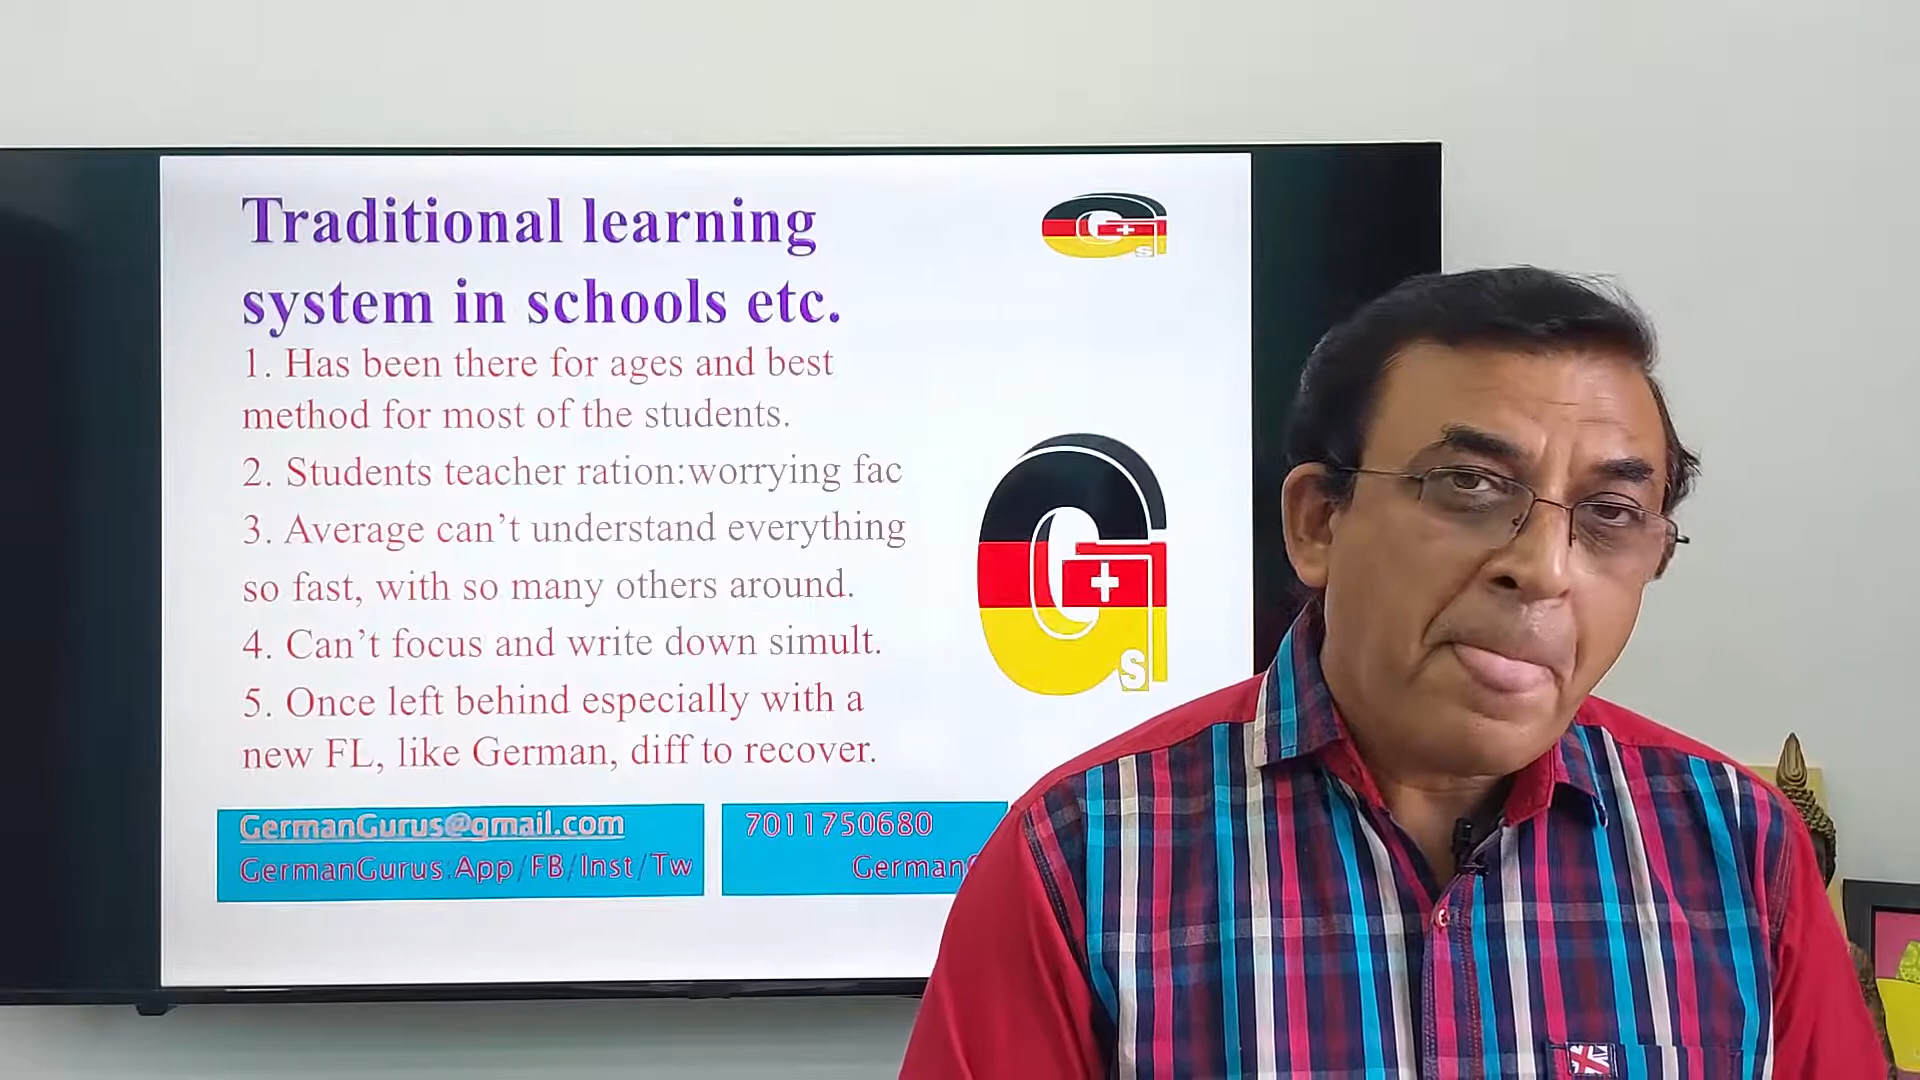 Traditional learning
system in schools etc.
1. Has been there for ages and best
method for most of the students.
2. Students teacher ration:worrying fac
3. Average can’t understand everything
so fast, with so many others around.
4. Can’t focus and write down simult.
5. Once left behind especially with a
new FL, like German, diff to recover.
GermanGurus@gmail.com
GermanGurus:App/FB/Inst/Tw
7011750680
German
G
s
G
s